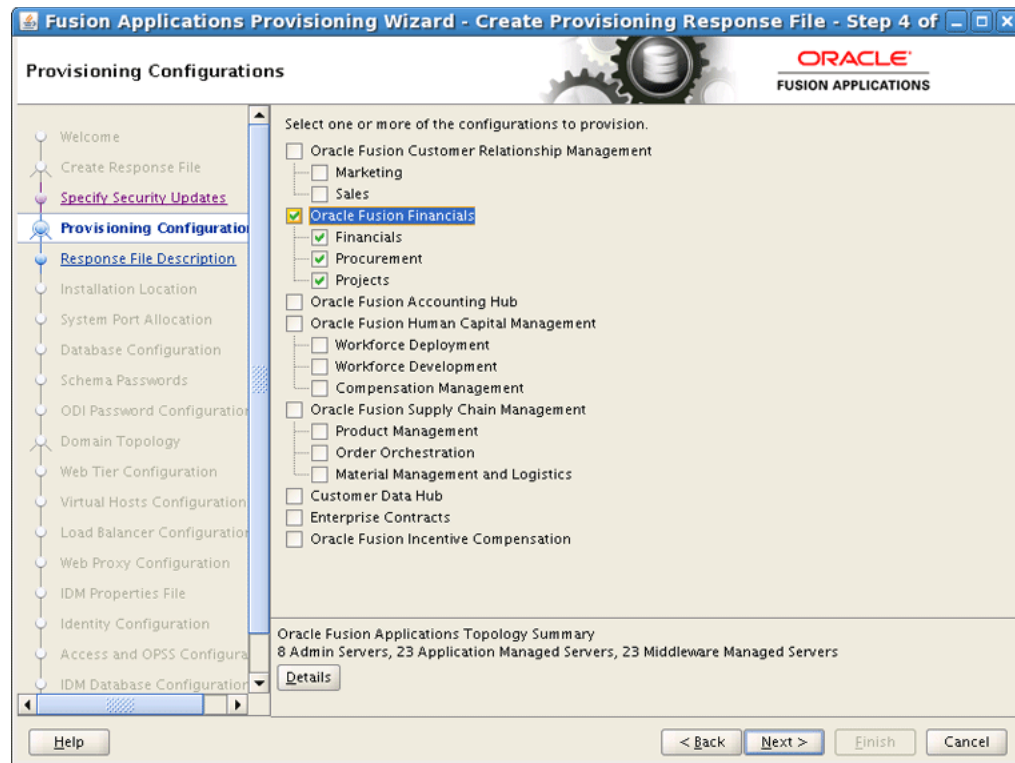 Fusion Applications Provisioning Wizard - Create Provisioning Response File - Step 4 of
Provisioning Configurations
ORACLE
FUSION APPLICATIONS
Welcome
Create Response File
Specify Security Updates
Provisioning Configuratio
Response File Description
Installation Location
System Port Allocation
Database Configuration
Schema Passwords
ODI Password Configuration
Domain Topology
Web Tier Configuration
Virtual Hosts Configuration
Load Balancer Configuration
Web Proxy Configuration
IDM Properties File
Identity Configuration
Access and OPSS Configura
IDM Database Configuration
Select one or more of the configurations to provision.
Oracle Fusion Customer Relationship Management
Marketing
Sales
Oracle Fusion Financials
Financials
Procurement
Projects
Oracle Fusion Accounting Hub
Oracle Fusion Human Capital Management
Workforce Deployment
Workforce Development
Compensation Management
Oracle Fusion Supply Chain Management
Product Management
Order Orchestration
Material Management and Logistics
Customer Data Hub
Enterprise Contracts
Oracle Fusion Incentive Compensation
Oracle Fusion Applications Topology Summary
8 Admin Servers, 23 Application Managed Servers, 23 Middleware Managed Servers
Details
Help
< Back
Next >
Finish
Cancel